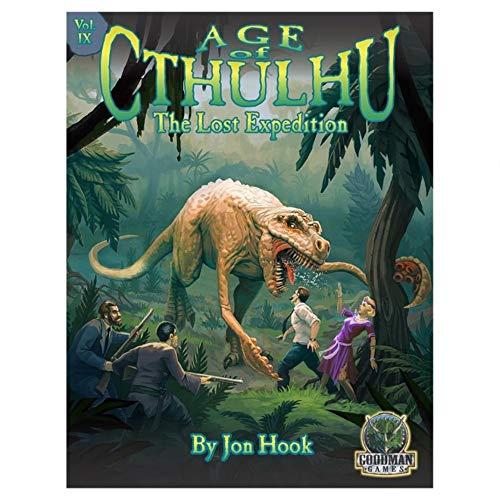 Vol.
IX
AGE
of
CTHULHU
The Lost Expedition
By Jon Hook
GOODMAN
GAMES